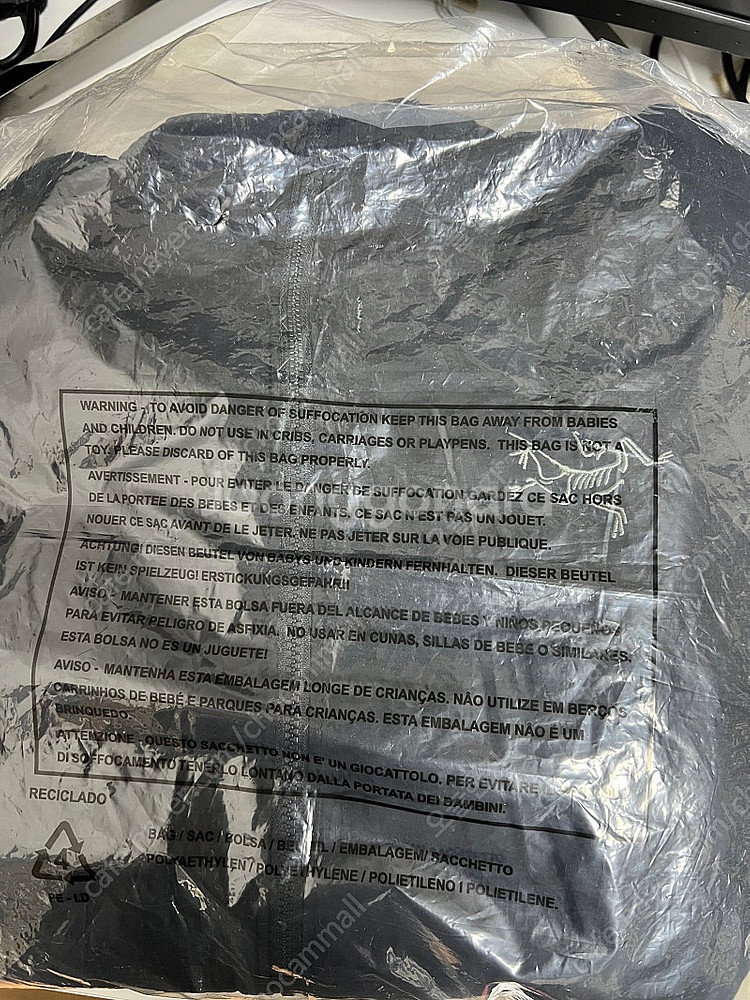 WARNING - TO AVOID DANGER OF SUFFOCATION KEEP THIS BAG AWAY FROM BABIES
AND CHILDREN. DO NOT USE IN CRIBS, CARRIAGES OR PLAYPENS. THIS BAG IS NOT A
TOY. PLEASE DISCARD OF THIS BAG PROPERLY.
AVERTISSEMENT - POUR EVITER LE DANGER DE SUFFOCATION GARDEZ CE SAC HORS
DE LA PORTEE DES BEBES ET DES ENFANTS. CE SAC N'EST PAS UN JOUET.
NOUER CE SAC AVANT DE LE JETER. NE PAS JETER SUR LA VOIE PUBLIQUE.
ACHTUNG! DIESEN BEUTEL VON BABYS UND KINDERN FERNHALTEN. DIESER BEUTEL
IST KEIN SPIELZEUG! ERSTICKUNGSGEFAHR!!
AVISO - MANTENER ESTA BOLSA FUERA DEL ALCANCE DE BEBES Y NIÑOS PEQUEÑOS
PARA EVITAR PELIGRO DE ASFIXIA. NO USAR EN CUNAS, SILLAS DE BEBE O SIMILARES.
ESTA BOLSA NO ES UN JUGUETE!
AVISO - MANTENHA ESTA EMBALAGEM LONGE DE CRIANÇAS. NÃO UTILIZE EM BERÇOS
CARRINHOS DE BEBÊ E PARQUES PARA CRIANÇAS. ESTA EMBALAGEM NÃO É UM
BRINQUEDO.
ATTENZIONE - QUESTO SACCHETTO NON E' UN GIOCATTOLO. PER EVITARE
DI SOFFOCAMENTO TENERLO LONTANO DALLA PORTATA DEI BAMBINI.
RECICLADO
4
PE - LD
BAG / SAC / BOLSA / BEUTEL / EMBALAGEM / SACCHETTO
POLYAETHYLEN / POLYETHYLENE / POLIETILENO / POLIETILENE.